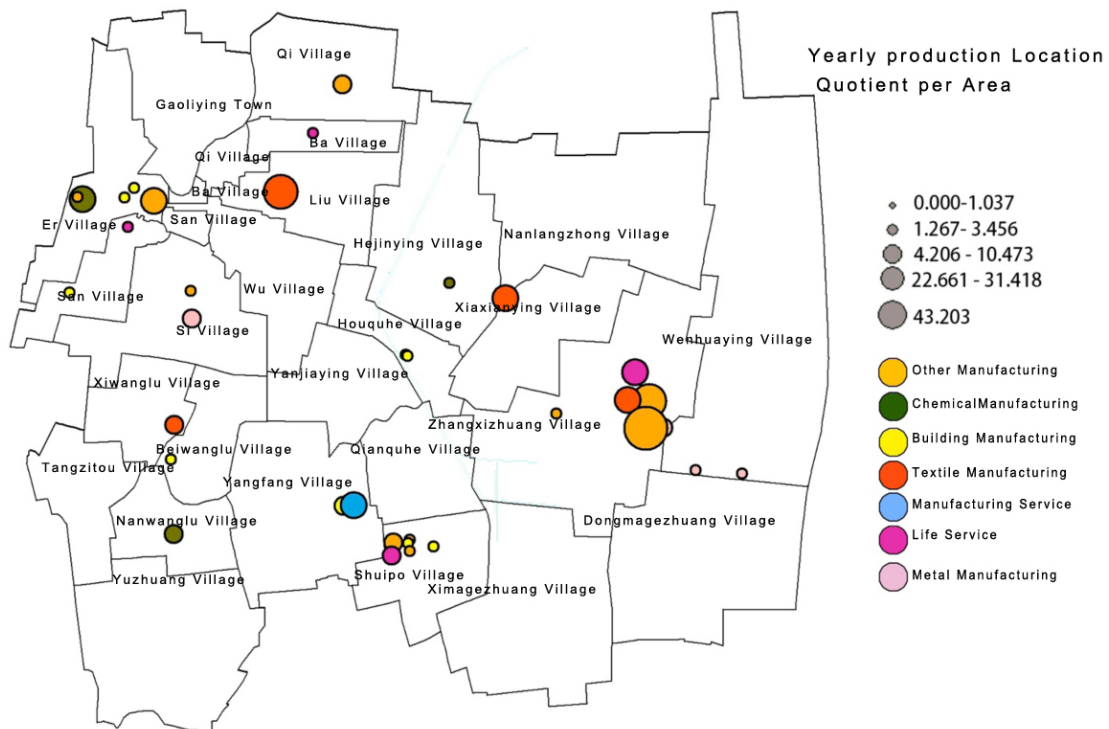 Yearly production Location
Quotient per Area
Qi Village
Gaoliying Town
Ba Village
Qi Village
Ba Village
Liu Village
San Village
Er Village
Hejinying Village
Nanlangzhong Village
San Village
Wu Village
Xiaxianying Village
Houquhe Village
Si Village
Wenhuaying Village
Xiwanglu Village
Yanjiaying Village
Zhangxizhuang Village
Beiwanglu Village
Qianquhe Village
Tangzitou Village
Yangfang Village
Nanwanglu Village
Dongmagezhuang Village
Yuzhuang Village
Shuipo Village
Ximagezhuang Village
0.000-1.037
1.267- 3.456
4.206 - 10.473
22.661 - 31.418
43.203
Other Manufacturing
ChemicalManufacturing
Building Manufacturing
Textile Manufacturing
Manufacturing Service
Life Service
Metal Manufacturing